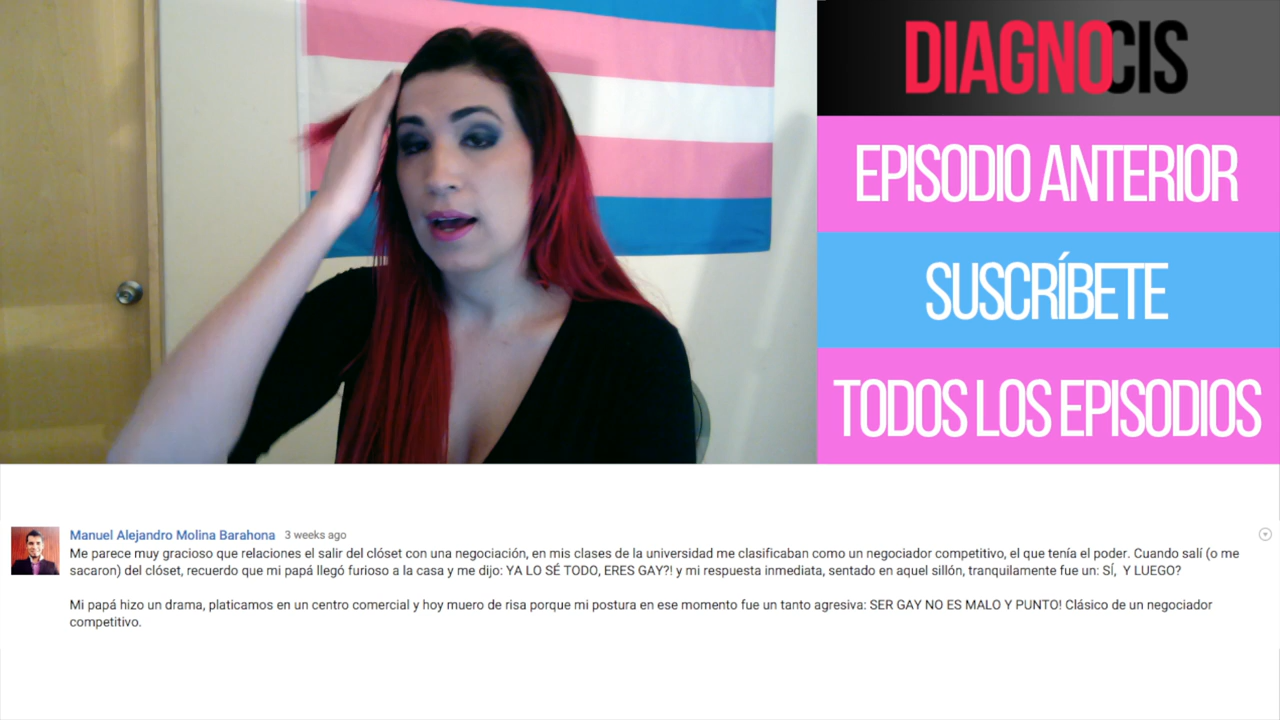 DIAGNOCIS
EPISODIO ANTERIOR
SUSCRÍBETE
TODOS LOS EPISODIOS
Manuel Alejandro Molina Barahona 3 weeks ago
Me parece muy gracioso que relaciones el salir del clóset con una negociación, en mis clases de la universidad me clasificaban como un negociador competitivo, el que tenía el poder. Cuando salí (o me
sacaron) del clóset, recuerdo que mi papá llegó furioso a la casa y me dijo: YA LO SÉ TODO, ERES GAY?! y mi respuesta inmediata, sentado en aquel sillón, tranquilamente fue un: SÍ, Y LUEGO?
Mi papá hizo un drama, platicamos en un centro comercial y hoy muero de risa porque mi postura en ese momento fue un tanto agresiva: SER GAY NO ES MALO Y PUNTO! Clásico de un negociador
competitivo.